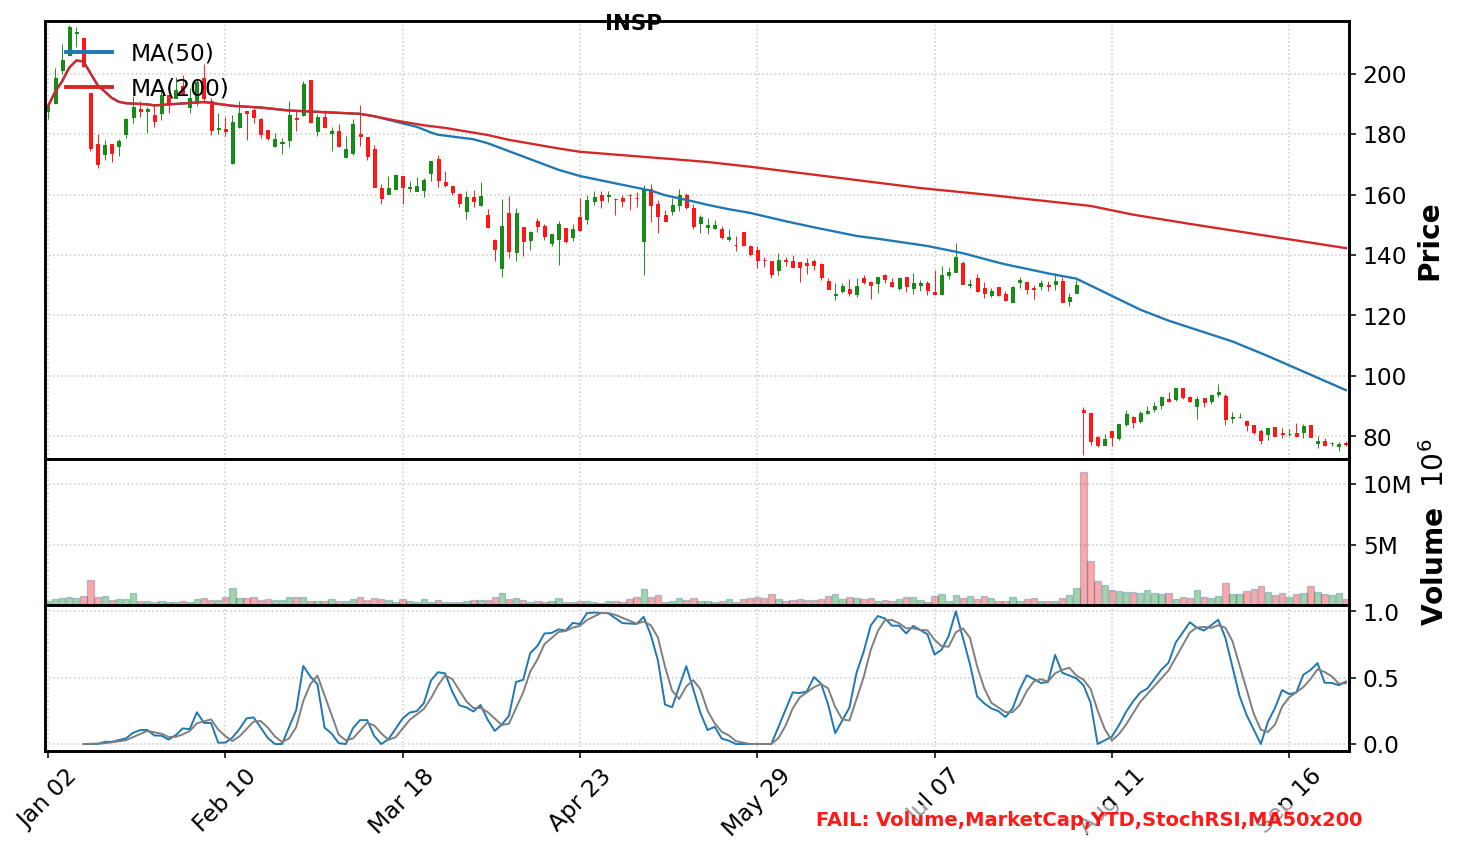 INSP
MA(50)
MA(200)
200
180
160
140
120
100
80
Price
10M
5M
Volume 10^6
1.0
0.5
0.0
Jan 02
Feb 10
Mar 18
Apr 23
May 29
Jul 07
Aug 11
Sep 16
FAIL: Volume,MarketCap,YTD,StochRSI,MA50x200